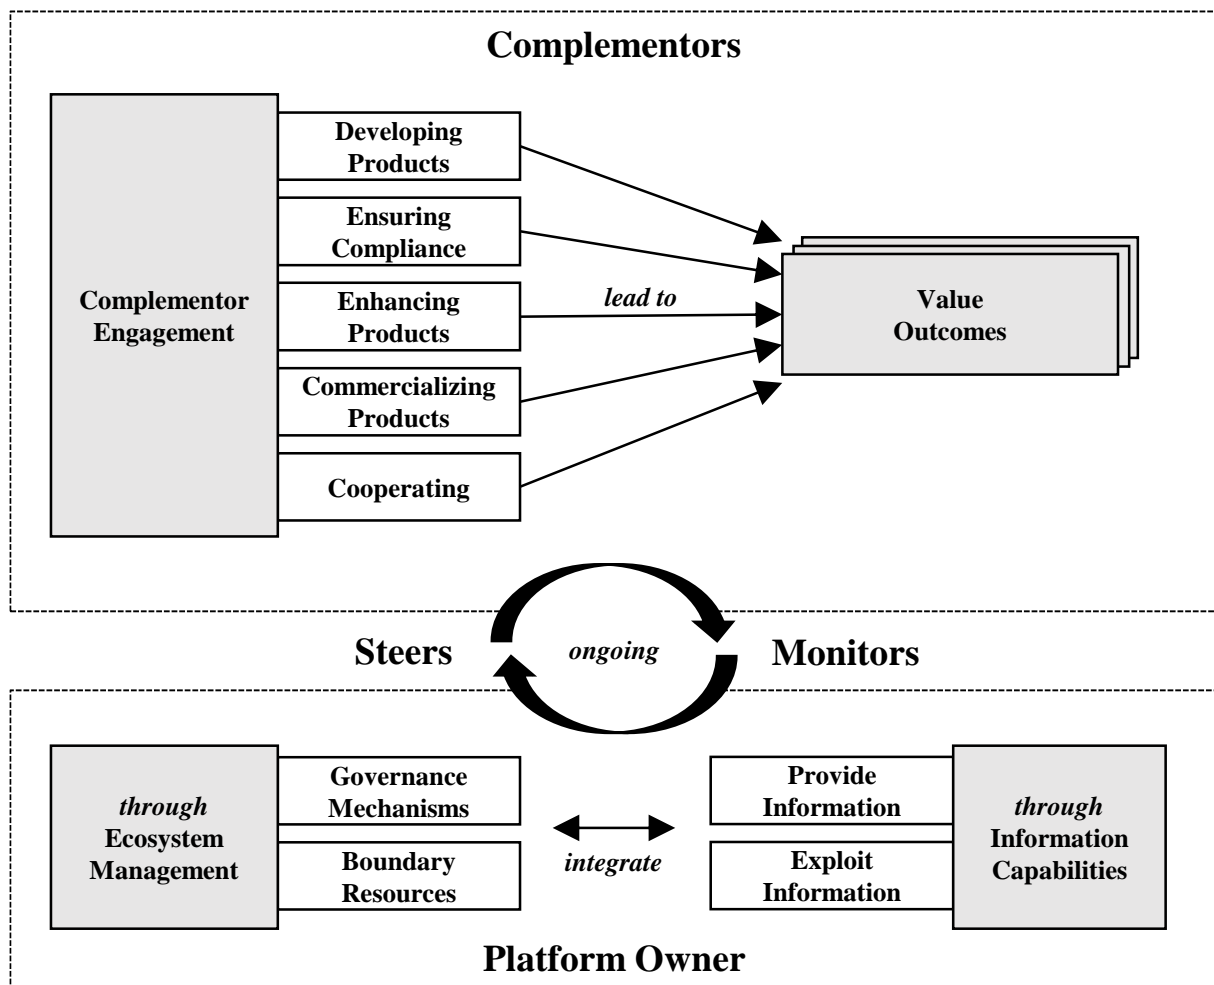 Complementors
Complementor
Engagement
Developing
Products
Ensuring
Compliance
Enhancing
Products
Commercializing
Products
Cooperating
lead to
Value
Outcomes
Steers
ongoing
Monitors
through
Ecosystem
Management
Governance
Mechanisms
Boundary
Resources
integrate
Provide
Information
Exploit
Information
through
Information
Capabilities
Platform Owner